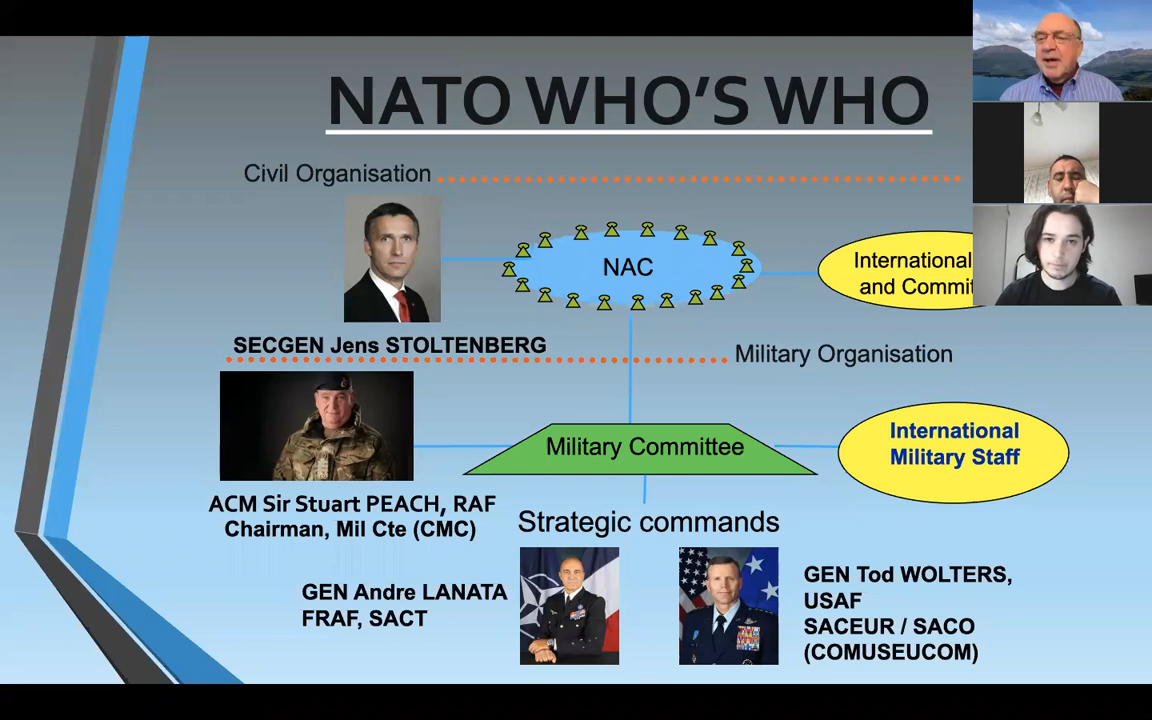 NATO WHO'S WHO
Civil Organisation
NAC
International
and Commit
SECGEN Jens STOLTENBERG
Military Organisation
Military Committee
International
Military Staff
ACM Sir Stuart PEACH, RAF
Chairman, Mil Cte (CMC)
Strategic commands
GEN Andre LANATA
FRAF, SACT
GEN Tod WOLTERS,
USAF
SACEUR / SACO
(COMUSEUCOM)